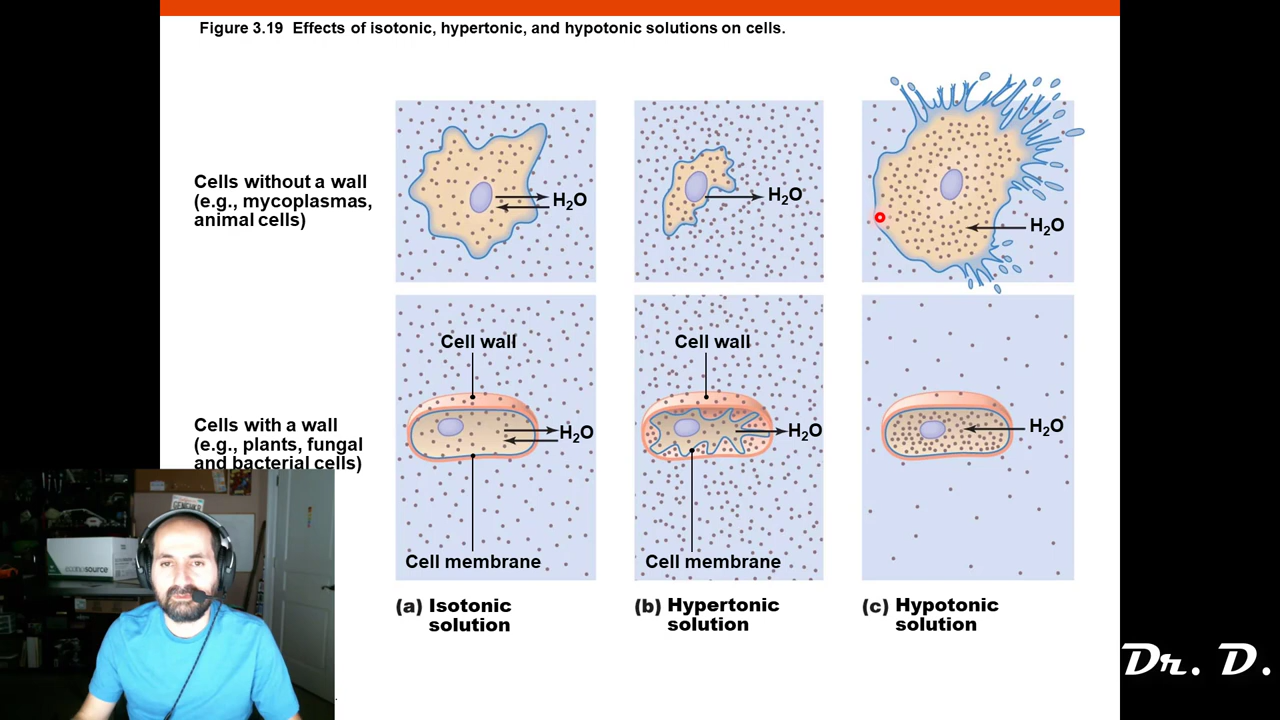 Figure 3.19  Effects of isotonic, hypertonic, and hypotonic solutions on cells.
Cells without a wall
(e.g., mycoplasmas,
animal cells)
H₂O
H₂O
H₂O
Cell wall
Cell wall
Cells with a wall
(e.g., plants, fungal
and bacterial cells)
H₂O
H₂O
H₂O
Cell membrane
Cell membrane
(a) Isotonic
solution
(b) Hypertonic
solution
(c) Hypotonic
solution
Dr. D.